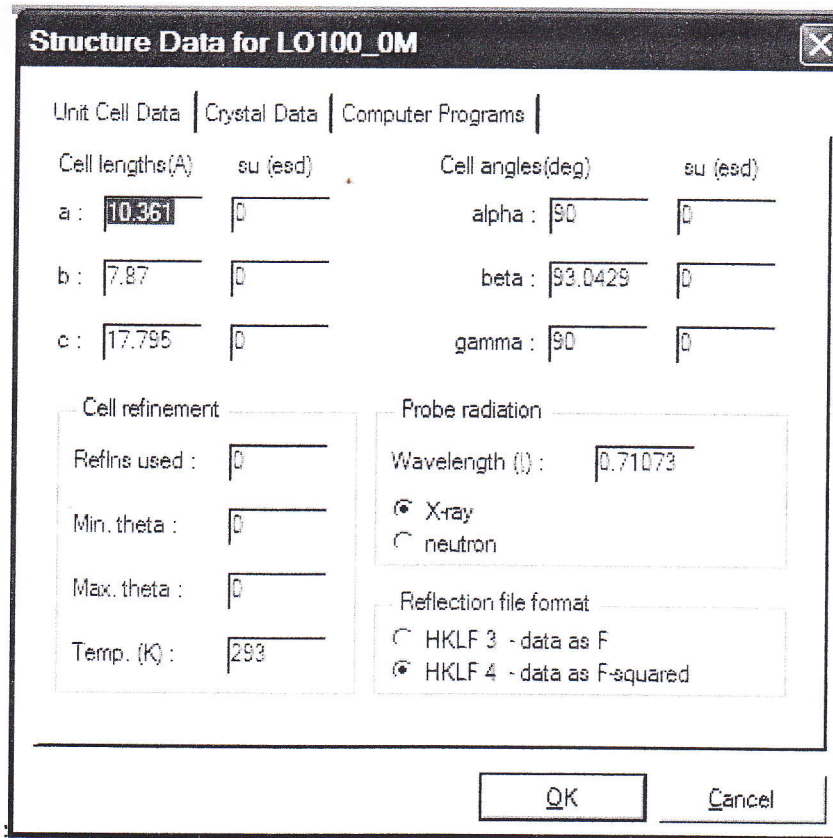 Structure Data for LO100_0M
Unit Cell Data Crystal Data Computer Programs
Cell lengths(A) su (esd) Cell angles(deg) su (esd)
a : 10.361 0 alpha : 90 0
b : 7.87 0 beta : 93.0429 0
c : 17.795 0 gamma : 90 0
Cell refinement
Reflns used : 0
Min. theta : 0
Max. theta : 0
Temp. (K) : 293
Probe radiation
Wavelength (l) : 0.71073
X-ray
neutron
Reflection file format
HKLF 3 - data as F
HKLF 4 - data as F-squared
OK Cancel